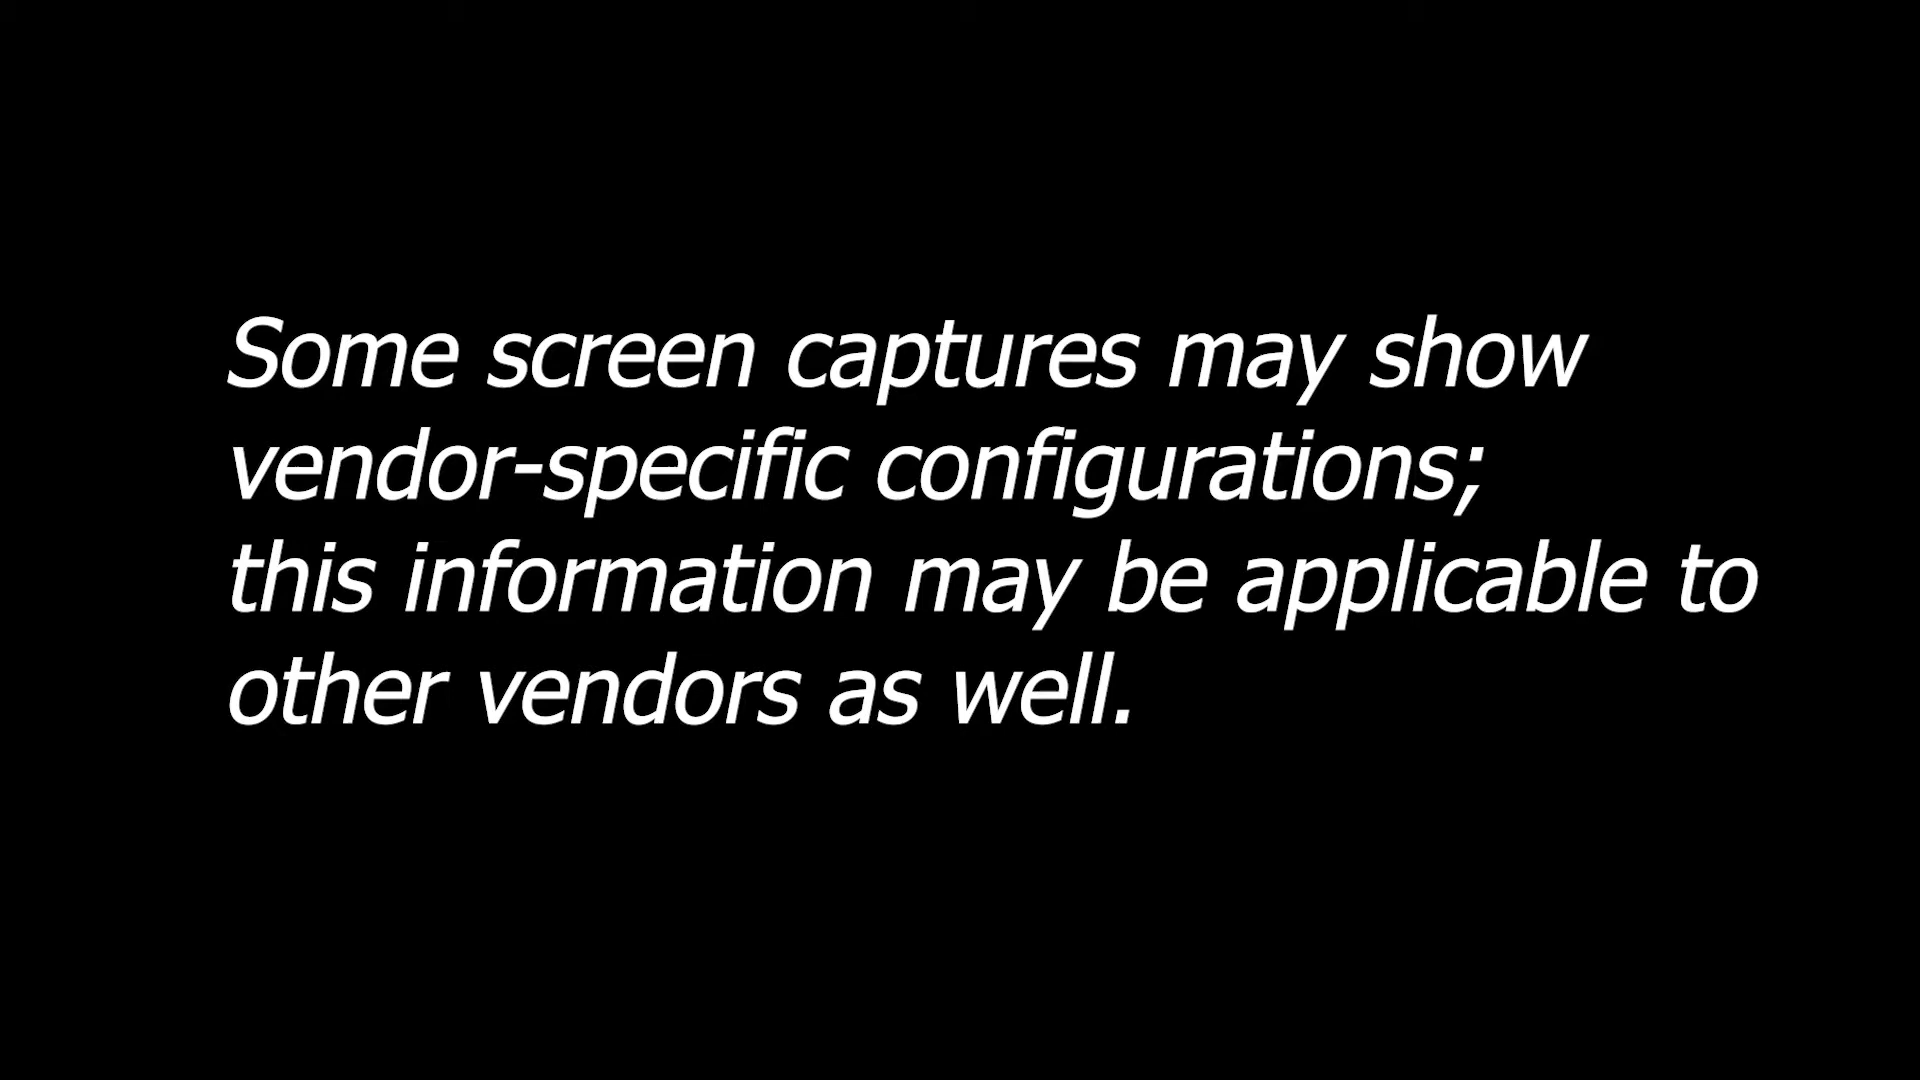 Some screen captures may show
vendor-specific configurations;
this information may be applicable to
other vendors as well.